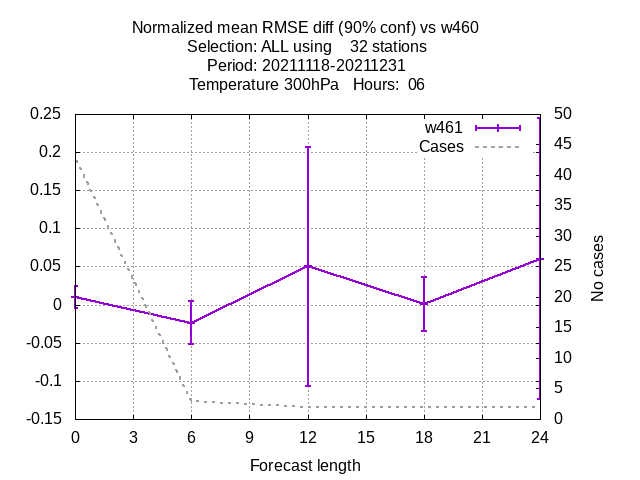 Normalized mean RMSE diff (90% conf) vs w460
Selection: ALL using    32 stations
Period: 20211118-20211231
Temperature 300hPa   Hours:  06
0.25
0.2
0.15
0.1
0.05
0
-0.05
-0.1
-0.15
w461
Cases
50
45
40
35
30
25
20
15
10
5
0
No cases
0 3 6 9 12 15 18 21 24
Forecast length